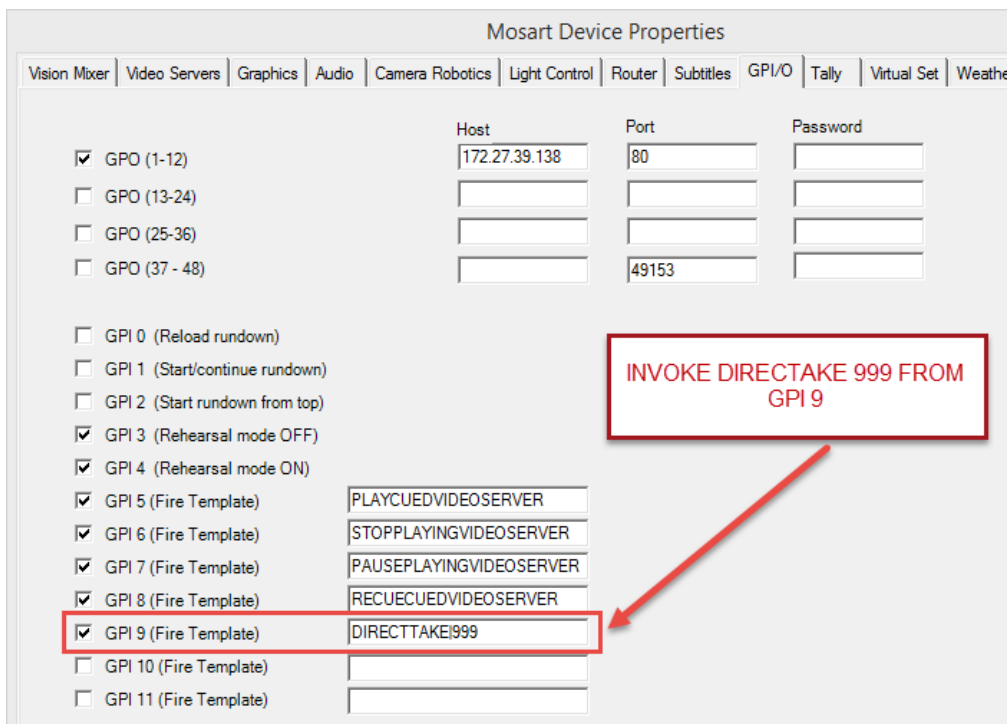 Mosart Device Properties
Vision Mixer Video Servers Graphics Audio Camera Robotics Light Control Router Subtitles GPI/O Tally Virtual Set Weathe
Host Port Password
GPO (1-12) 172.27.39.138 80
GPO (13-24)
GPO (25-36)
GPO (37 - 48) 49153
GPI 0 (Reload rundown)
GPI 1 (Start/continue rundown)
GPI 2 (Start rundown from top)
GPI 3 (Rehearsal mode OFF)
GPI 4 (Rehearsal mode ON)
INVOKE DIRECTAKE 999 FROM
GPI 9
GPI 5 (Fire Template) PLAYCUEDVIDEOSERVER
GPI 6 (Fire Template) STOPPLAYINGVIDEOSERVER
GPI 7 (Fire Template) PAUSEPLAYINGVIDEOSERVER
GPI 8 (Fire Template) RECUECUEDVIDEOSERVER
GPI 9 (Fire Template) DIRECTTAKE|999
GPI 10 (Fire Template)
GPI 11 (Fire Template)